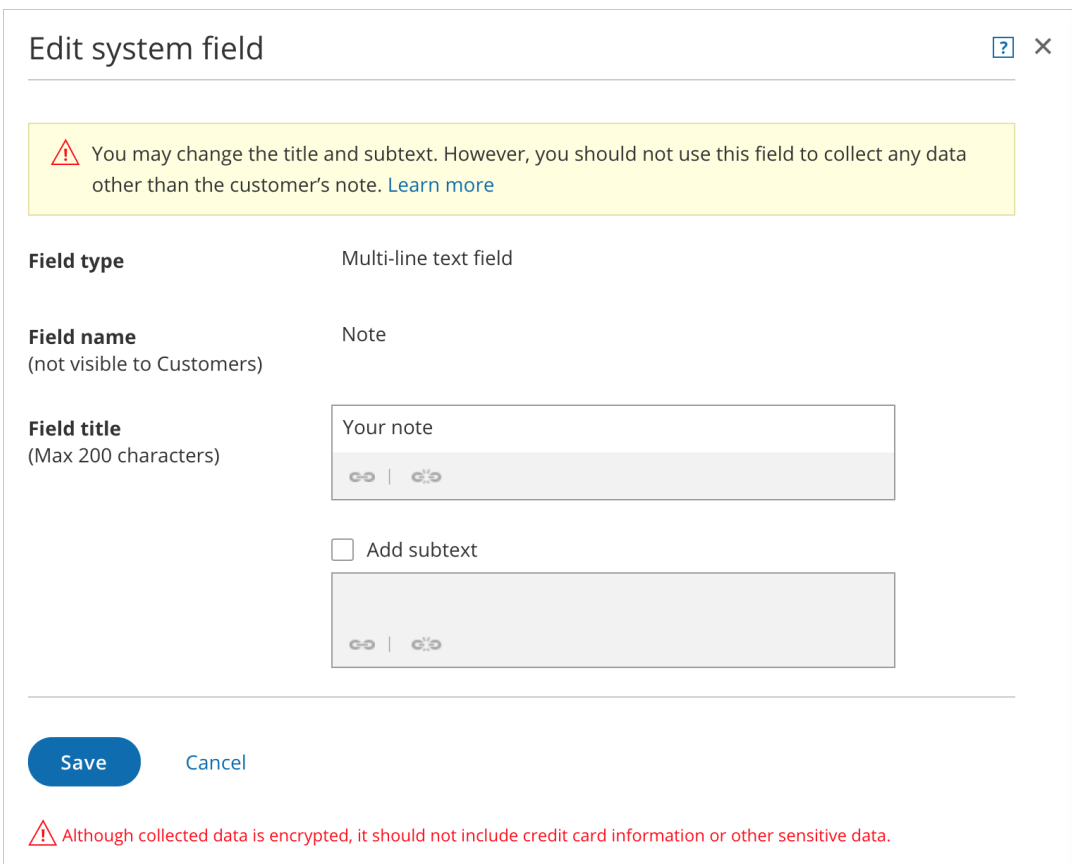 Edit system field
?
You may change the title and subtext. However, you should not use this field to collect any data
other than the customer’s note. Learn more
Field type
Multi-line text field
Field name
(not visible to Customers)
Note
Field title
(Max 200 characters)
Your note
Add subtext
Save
Cancel
Although collected data is encrypted, it should not include credit card information or other sensitive data.